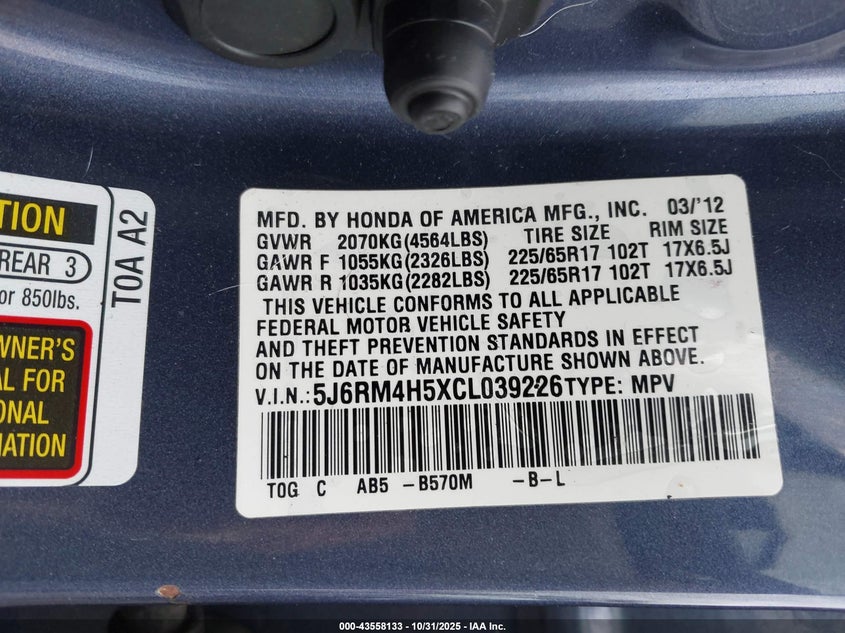 TION
REAR 3
or 850lbs.
WNER'S
AL FOR
ONAL
MATION
TOA A2
MFD. BY HONDA OF AMERICA MFG., INC. 03/'12
GVWR 2070KG(4564LBS) TIRE SIZE RIM SIZE
GAWR F 1055KG(2326LBS) 225/65R17 102T 17X6.5J
GAWR R 1035KG(2282LBS) 225/65R17 102T 17X6.5J
THIS VEHICLE CONFORMS TO ALL APPLICABLE
FEDERAL MOTOR VEHICLE SAFETY
AND THEFT PREVENTION STANDARDS IN EFFECT
ON THE DATE OF MANUFACTURE SHOWN ABOVE.
V.I.N.:5J6RM4H5XCL039226TYPE: MPV
TOG C AB5 -B570M -B-L
000-43558133 - 10/31/2025 - IAA Inc.